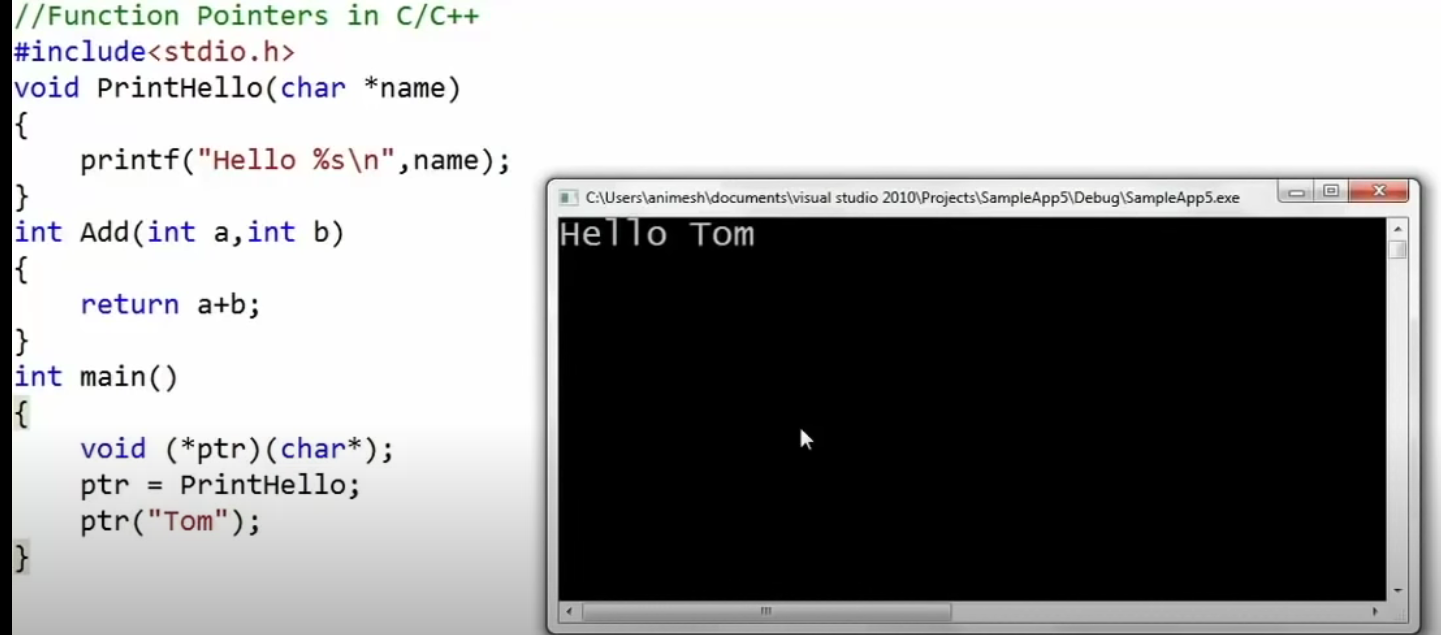 //Function Pointers in C/C++
#include<stdio.h>
void PrintHello(char *name)
{
    printf("Hello %s\n",name);
}
int Add(int a,int b)
{
    return a+b;
}
int main()
{
    void (*ptr)(char*);
    ptr = PrintHello;
    ptr("Tom");
}
C:\Users\animesh\documents\visual studio 2010\Projects\SampleApp5\Debug\SampleApp5.exe
Hello Tom